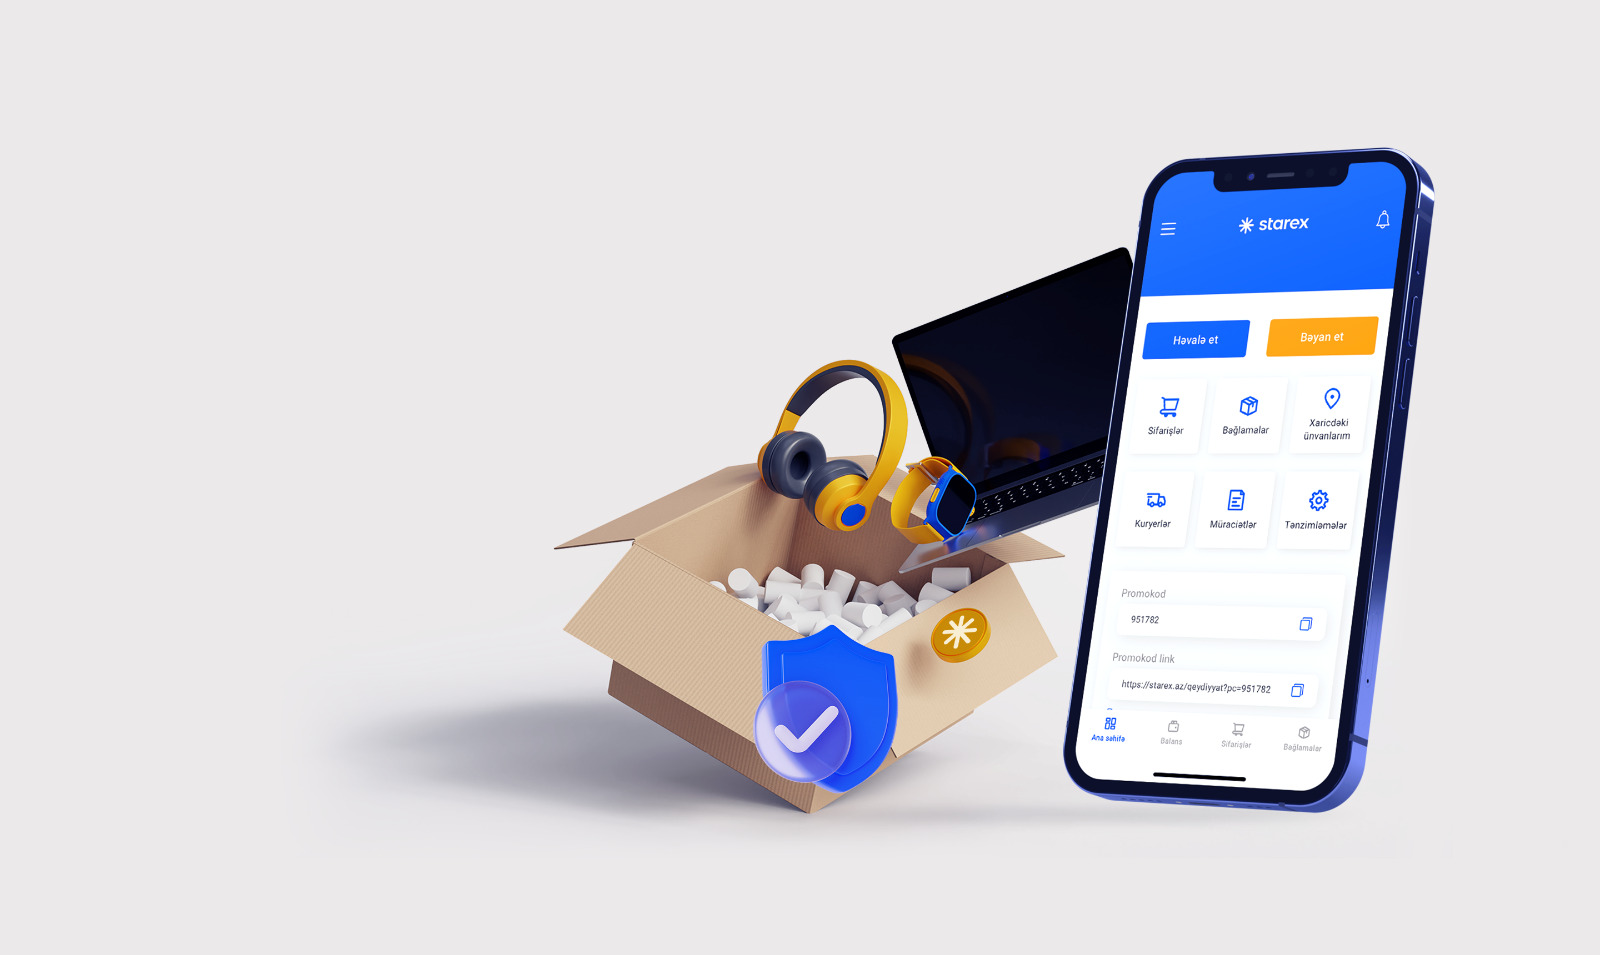 starex
Həvalə et
Bəyan et
Sifarişlər
Bağlamalar
Xaricdəki
ünvanlarım
Kuryerlər
Müraciətlər
Tənzimləmələr
Promokod
951782
Promokod link
https://starex.az/qeydiyyat?pc=951782
Ana səhifə
Balans
Sifarişlər
Bağlamalar